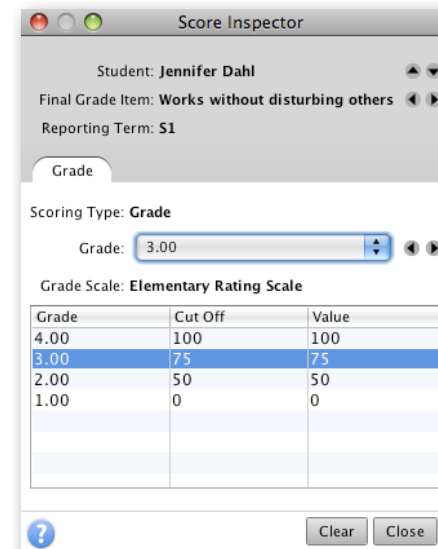 Score Inspector
Student: Jennifer Dahl
Final Grade Item: Works without disturbing others
Reporting Term: S1
Grade
Scoring Type: Grade
Grade: 3.00
Grade Scale: Elementary Rating Scale
Grade Cut Off Value
4.00 100 100
3.00 75 75
2.00 50 50
1.00 0 0
? Clear Close